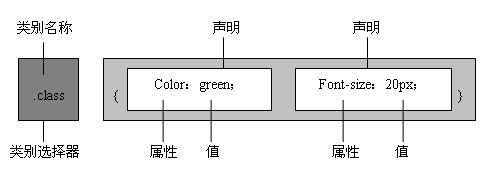 类别名称 声明 声明
.class { Color：green； Font-size：20px； }
类别选择器 属性 值 属性 值